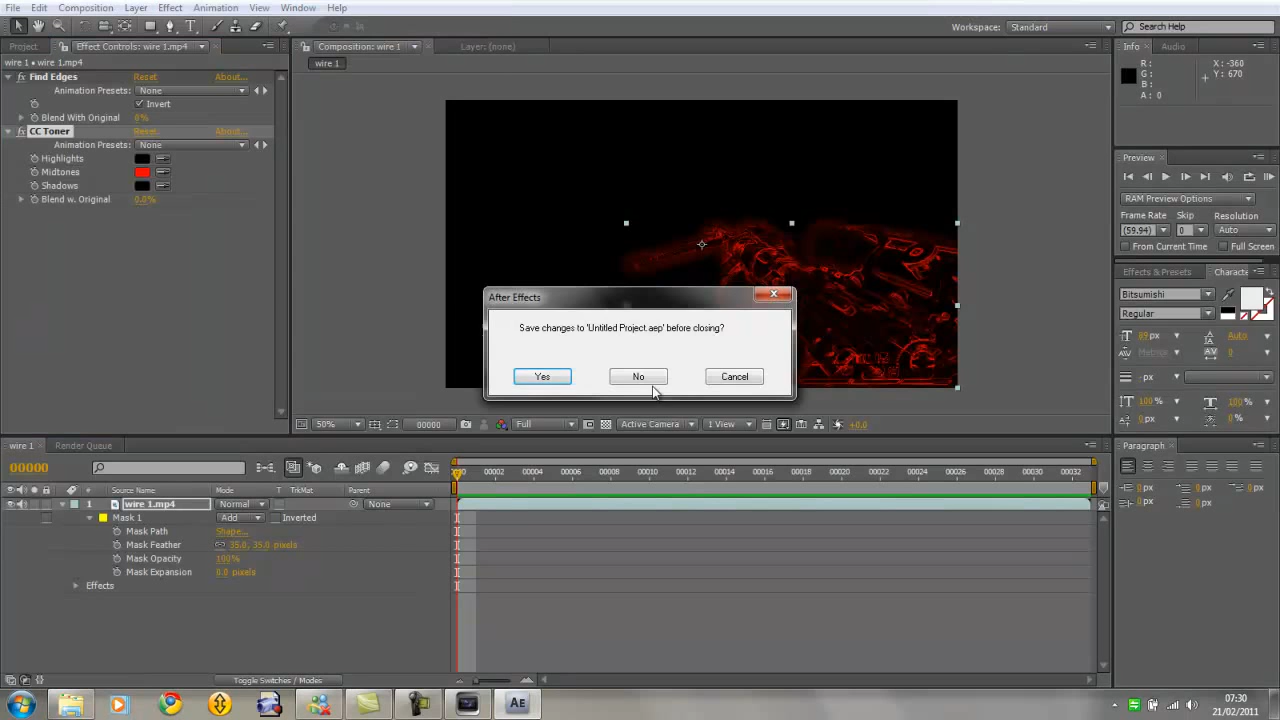 File Edit Composition Layer Effect Animation View Window Help
Workspace: Standard Search Help
Project Effect Controls: wire 1.mp4 Composition: wire 1 Layer: (none) Info Audio
wire 1 • wire 1.mp4
wire 1
fx Find Edges Reset About...
Animation Presets: None
Invert
Blend With Original 0%
fx CC Toner Reset About...
Animation Presets: None
Highlights
Midtones
Shadows
Blend w. Original 0.0%
R: X: -360
G: Y: 670
B:
A: 0
Preview
RAM Preview Options
Frame Rate Skip Resolution
(59.94) 0 Auto
From Current Time Full Screen
Effects & Presets Characte
Bitsumishi
Regular
89 px Auto
Metrics 0
- px
100 % 100 %
0 px 0 %
Paragraph
0 px 0 px 0 px
0 px 0 px
After Effects
Save changes to 'Untitled Project.aep' before closing?
Yes No Cancel
50% 00000 Full Active Camera 1 View +0.0
wire 1 Render Queue
00000
00002 00004 00006 00008 00010 00012 00014 00016 00018 00020 00022 00024 00026 00028 00030 00032
# Source Name Mode T TrkMat Parent
1 wire 1.mp4 Normal None
Mask 1 Add Inverted
Mask Path Shape...
Mask Feather 35.0, 35.0 pixels
Mask Opacity 100%
Mask Expansion 0.0 pixels
Effects
Toggle Switches / Modes
AE
07:30
21/02/2011